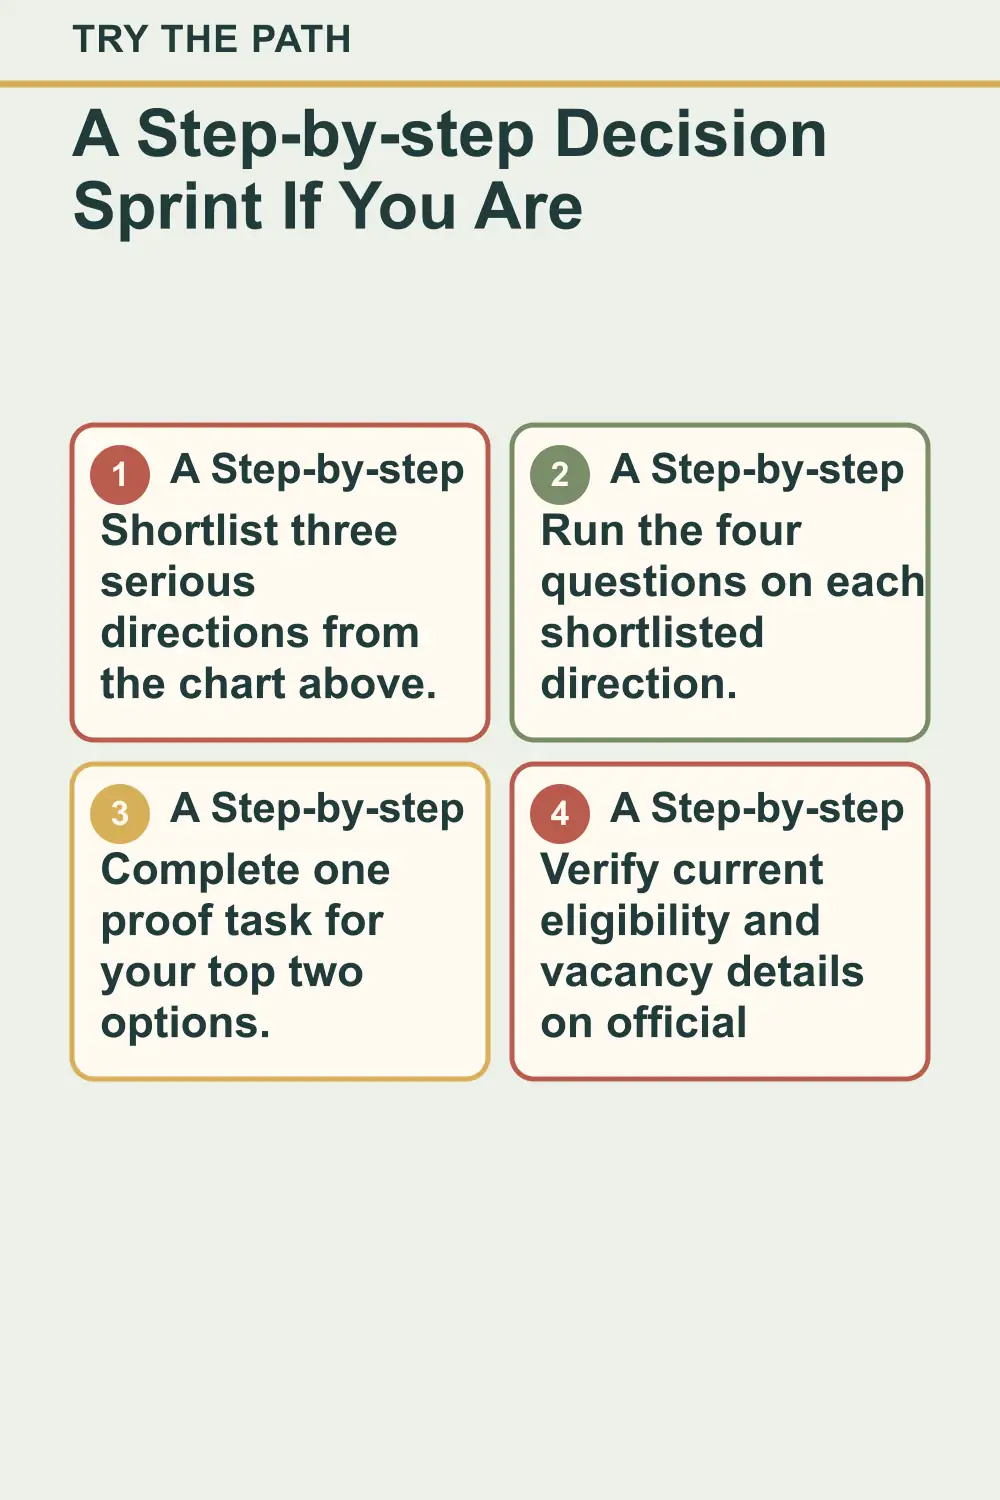 TRY THE PATH
A Step-by-step Decision
Sprint If You Are
1 A Step-by-step
Shortlist three
serious
directions from
the chart above.
2 A Step-by-step
Run the four
questions on each
shortlisted
direction.
3 A Step-by-step
Complete one
proof task for
your top two
options.
4 A Step-by-step
Verify current
eligibility and
vacancy details
on official